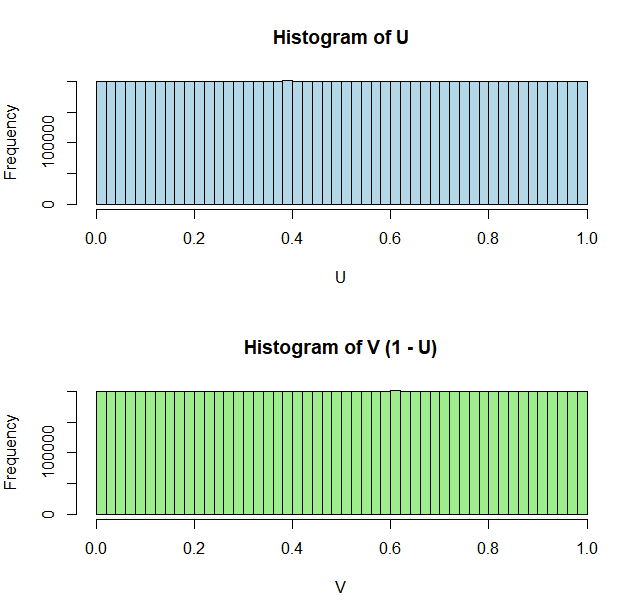 Histogram of U
Frequency
100000
0
0.0 0.2 0.4 0.6 0.8 1.0
U
Histogram of V (1 - U)
Frequency
100000
0
0.0 0.2 0.4 0.6 0.8 1.0
V